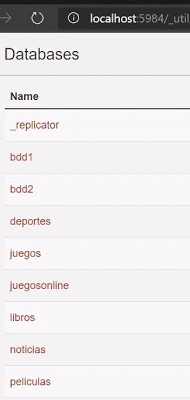 localhost:5984/_util
Databases
Name
_replicator
bdd1
bdd2
deportes
juegos
juegosonline
libros
noticias
peliculas